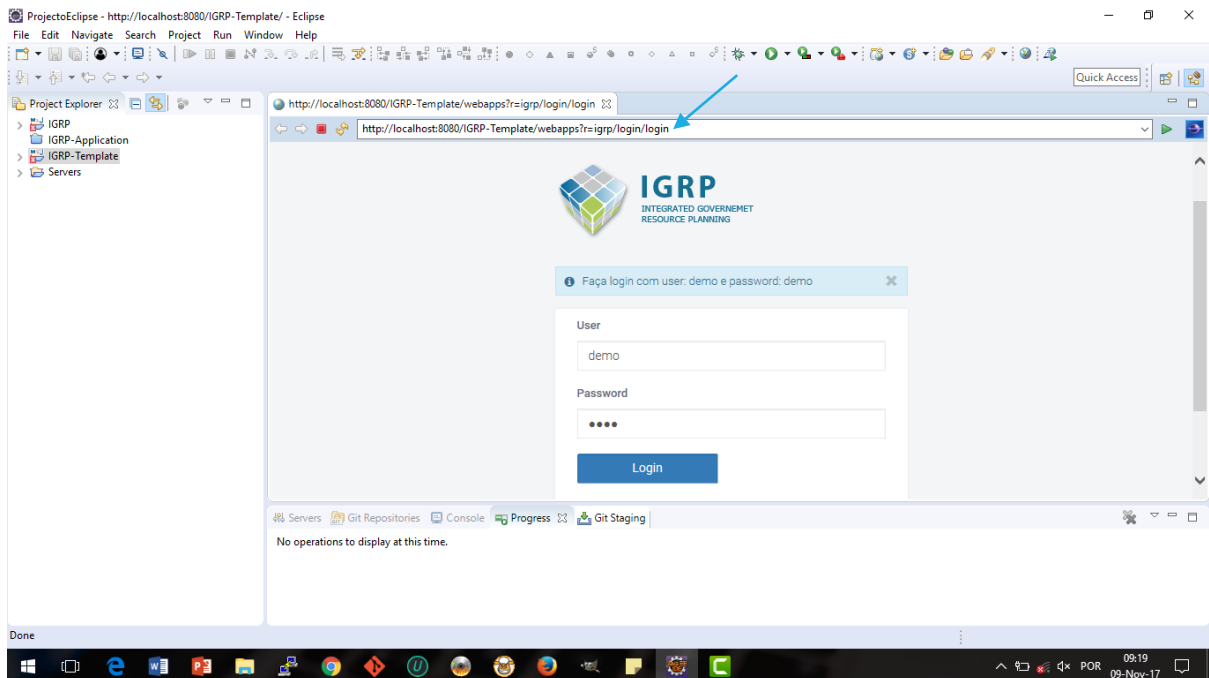 ProjectoEclipse - http://localhost:8080/IGRP-Template/ - Eclipse
File Edit Navigate Search Project Run Window Help
Quick Access
Project Explorer
IGRP
IGRP-Application
IGRP-Template
Servers
http://localhost:8080/IGRP-Template/webapps?r=igrp/login/login
http://localhost:8080/IGRP-Template/webapps?r=igrp/login/login
IGRP
INTEGRATED GOVERNEMET
RESOURCE PLANNING
Faça login com user: demo e password: demo
User
demo
Password
Login
Servers Git Repositories Console Progress Git Staging
No operations to display at this time.
Done
POR
09:19
09-Nov-17